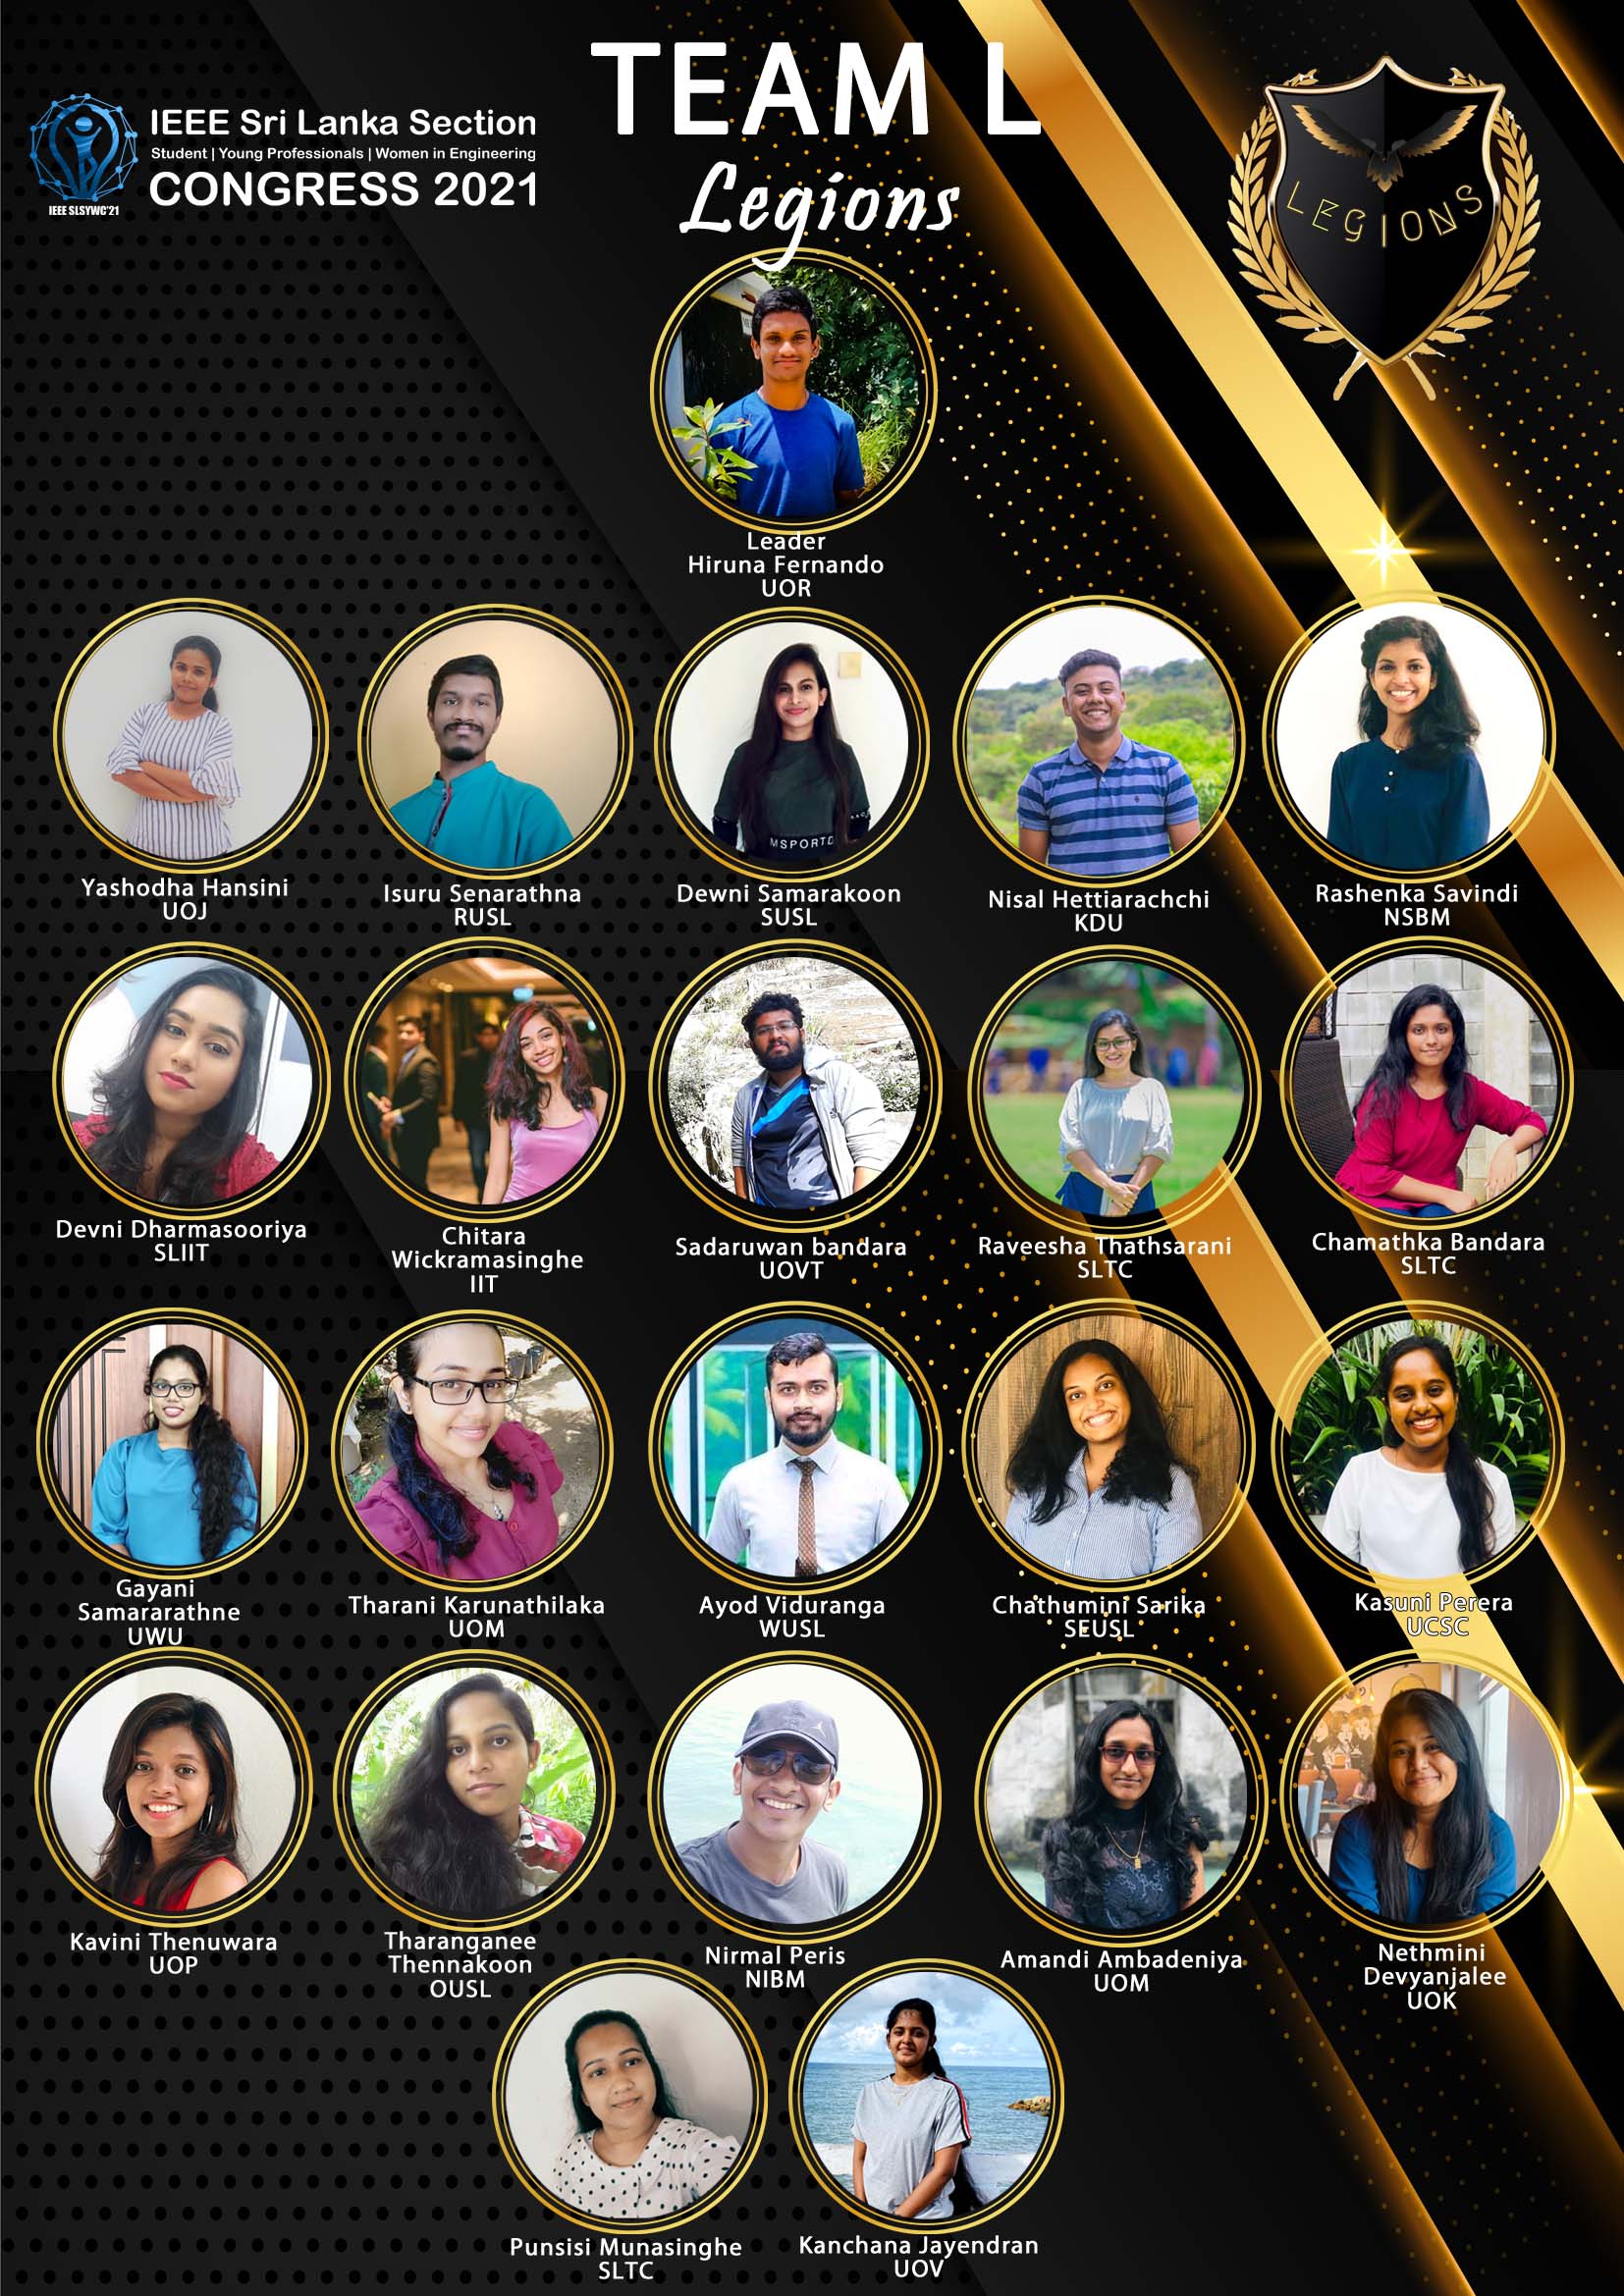 TEAM L
Legions
IEEE Sri Lanka Section
Student | Young Professionals | Women in Engineering
CONGRESS 2021
IEEE SLSYWC'21
LEGIONS
Leader
Hiruna Fernando
UOR
Yashodha Hansini
UOJ
Isuru Senarathna
RUSL
MSPORTD
Dewni Samarakoon
SUSL
Nisal Hettiarachchi
KDU
Rashenka Savindi
NSBM
Devni Dharmasooriya
SLIIT
Chitara
Wickramasinghe
IIT
Sadaruwan bandara
UOVT
Raveesha Thathsarani
SLTC
Chamathka Bandara
SLTC
Gayani
Samararathne
UWU
Tharani Karunathilaka
UOM
Ayod Viduranga
WUSL
Chathumini Sarika
SEUSL
Kasuni Perera
UCSC
Kavini Thenuwara
UOP
Tharanganee
Thennakoon
OUSL
Nirmal Peris
NIBM
Amandi Ambadeniya
UOM
Nethmini
Devyanjalee
UOK
Punsisi Munasinghe
SLTC
Kanchana Jayendran
UOV